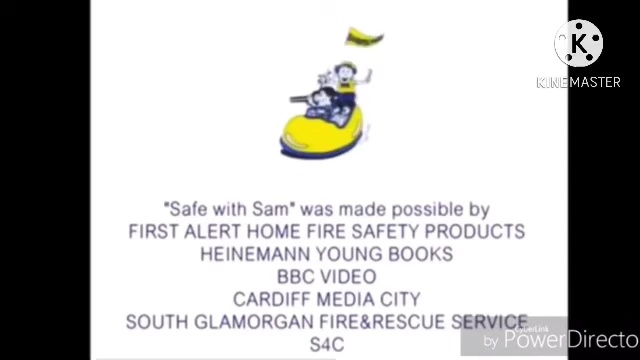 K
KINEMASTER
"Safe with Sam" was made possible by
FIRST ALERT HOME FIRE SAFETY PRODUCTS
HEINEMANN YOUNG BOOKS
BBC VIDEO
CARDIFF MEDIA CITY
SOUTH GLAMORGAN FIRE&RESCUE SERVICE
S4C
CyberLink
by PowerDirecto